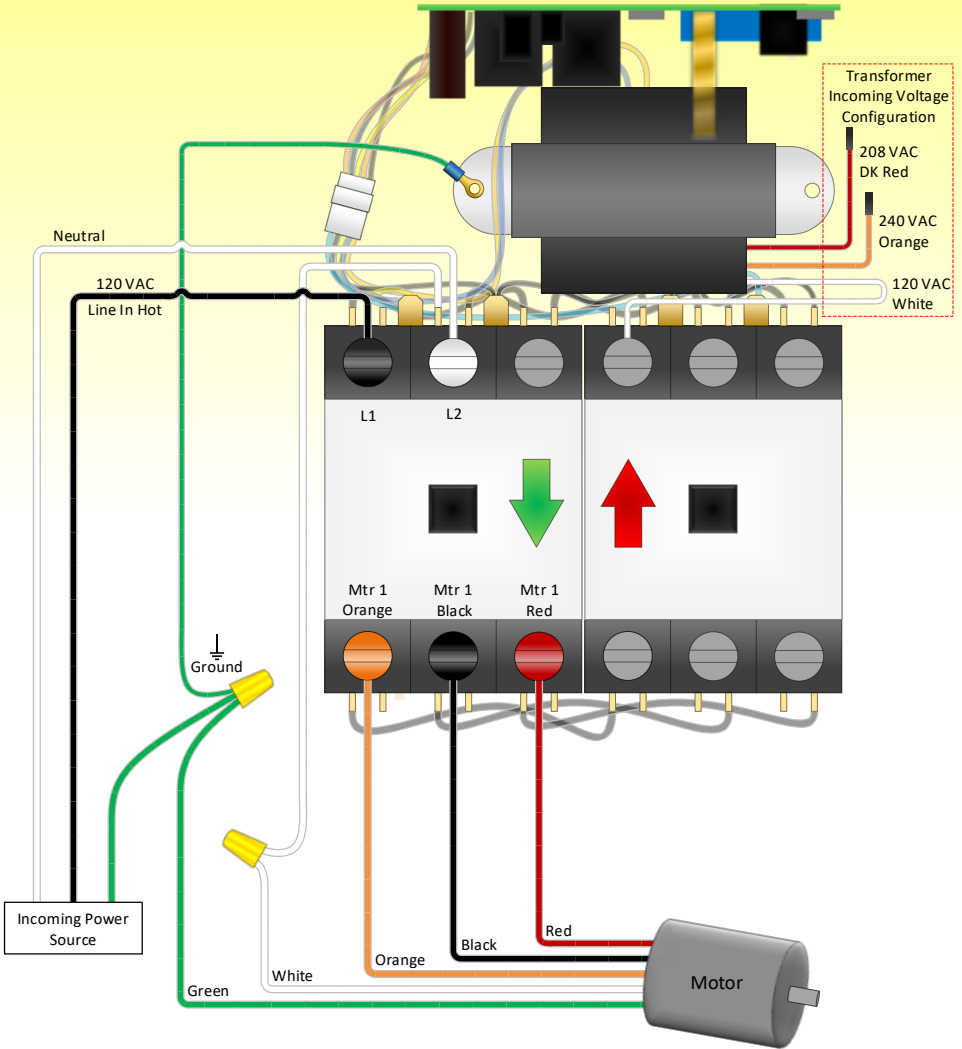 Transformer
Incoming Voltage
Configuration
208 VAC
DK Red
240 VAC
Orange
120 VAC
White
Neutral
120 VAC
Line In Hot
L1
L2
Mtr 1
Orange
Mtr 1
Black
Mtr 1
Red
Ground
Incoming Power
Source
Red
Black
Orange
White
Green
Motor